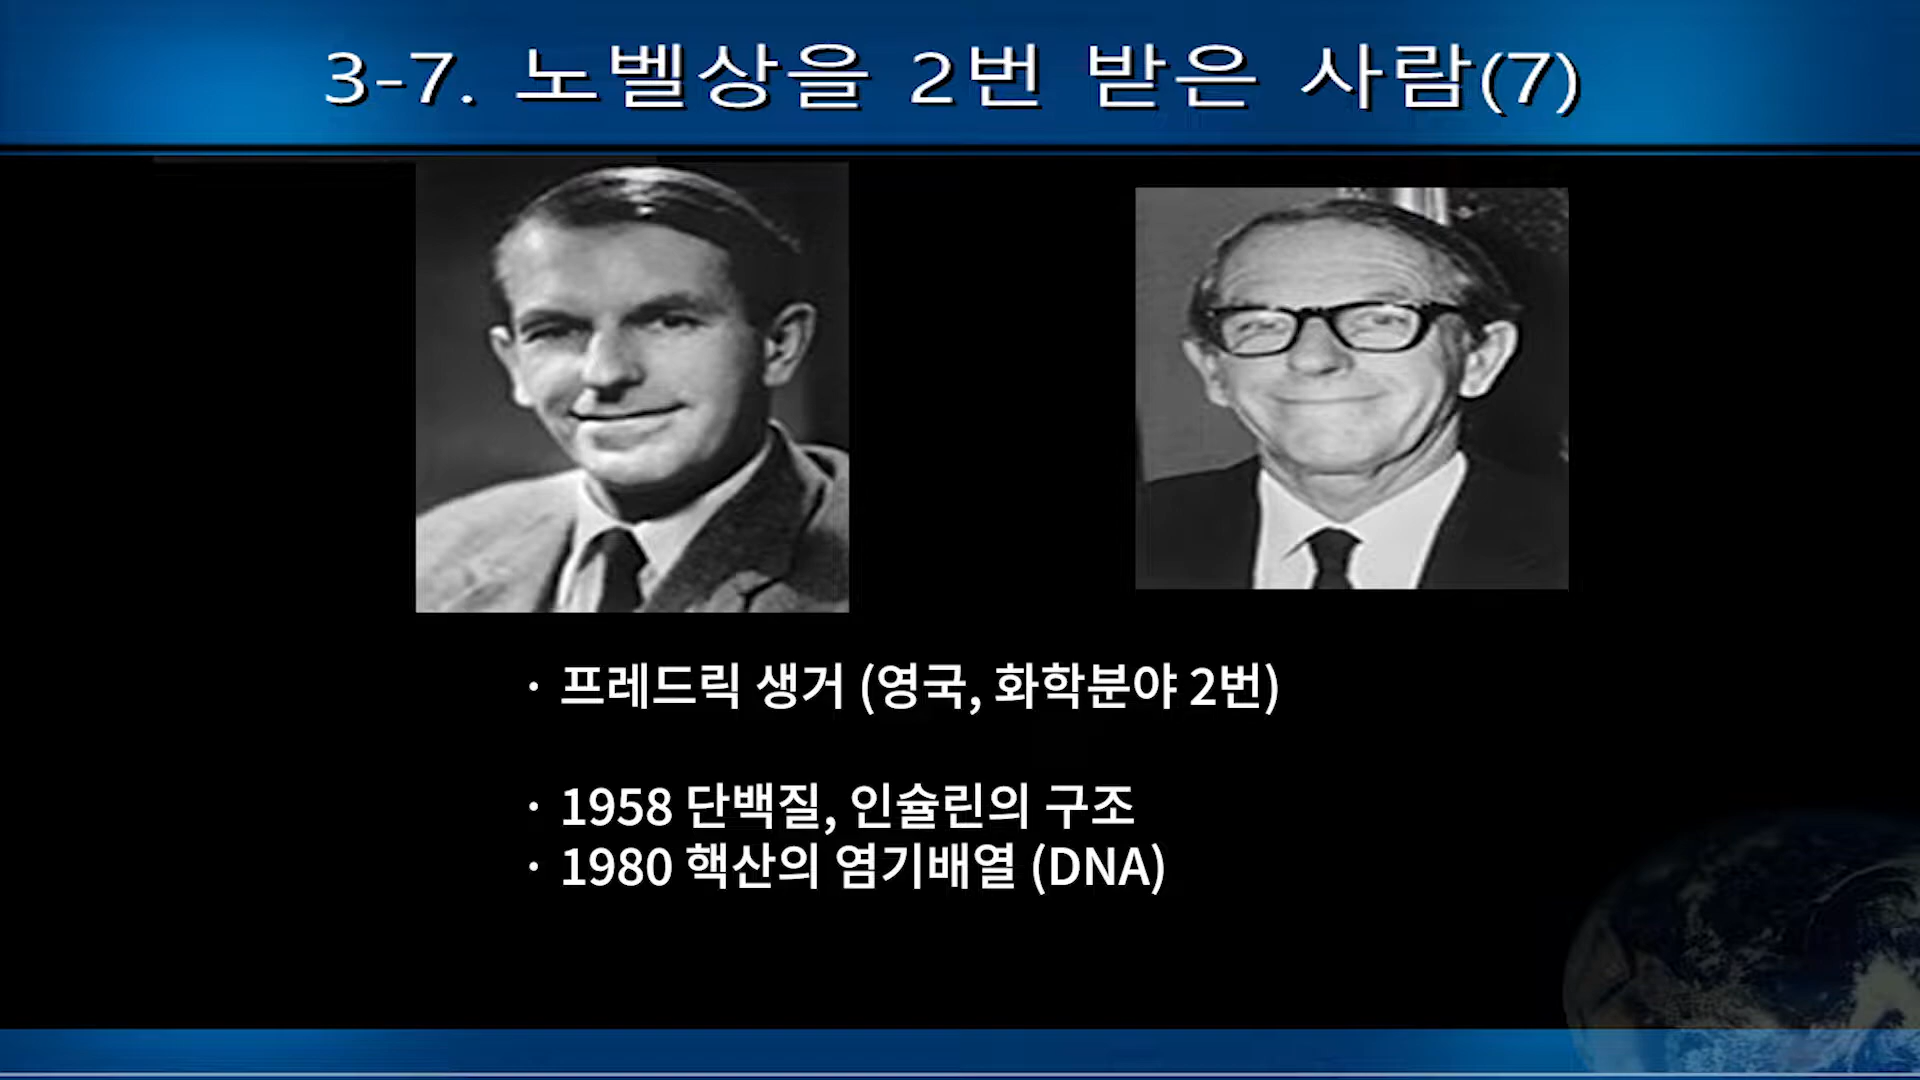 3-7. 노벨상을 2번 받은 사람(7)
· 프레드릭 생거 (영국, 화학분야 2번)
· 1958 단백질, 인슐린의 구조
· 1980 핵산의 염기배열 (DNA)